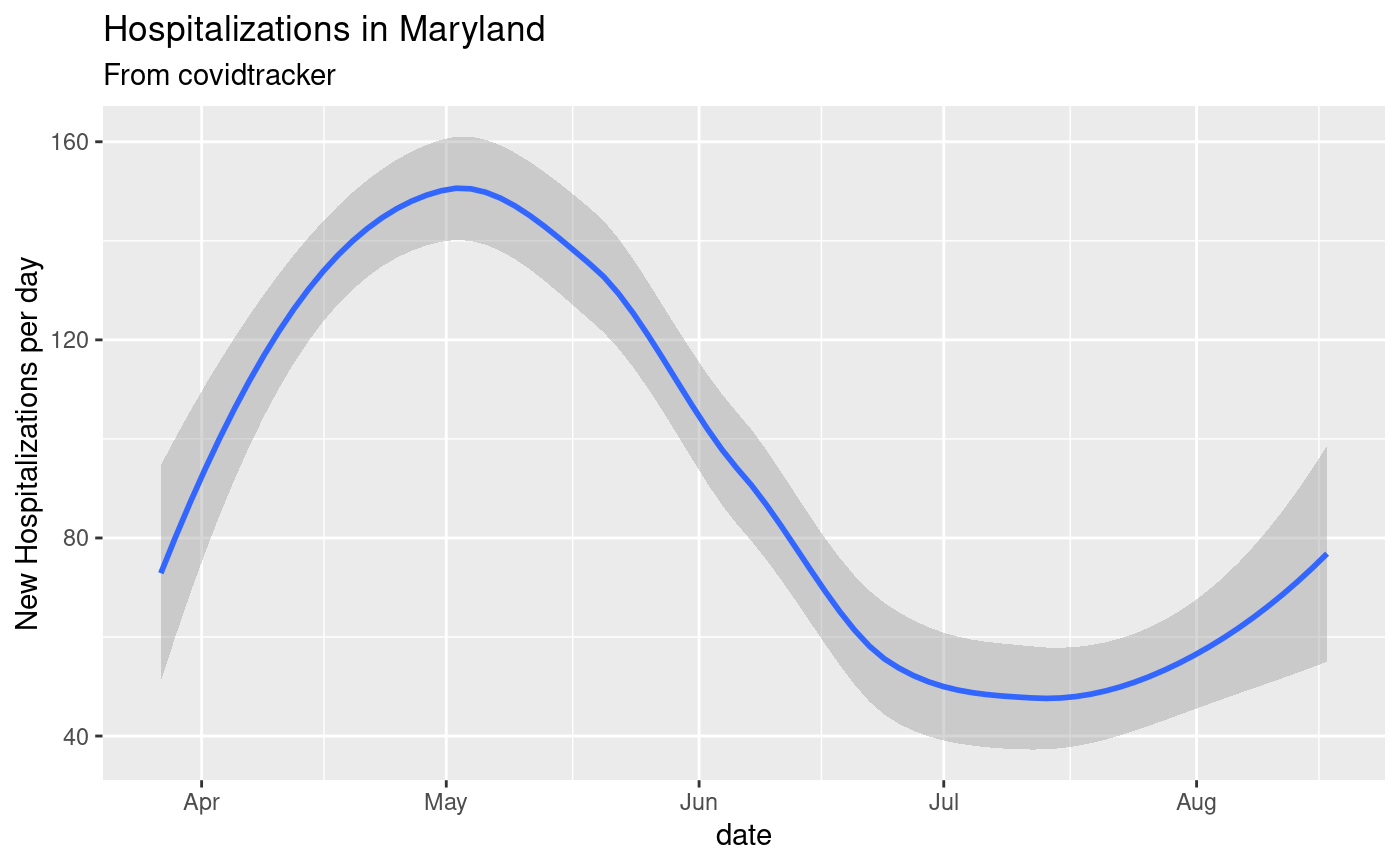 Hospitalizations in Maryland
From covidtracker
New Hospitalizations per day
160
120
80
40
Apr
May
Jun
Jul
Aug
date